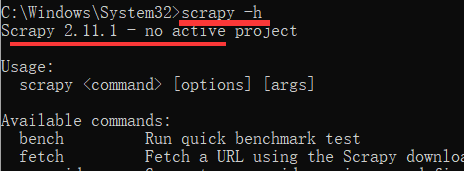 C:\Windows\System32>scrapy -h
Scrapy 2.11.1 - no active project
Usage:
scrapy <command> [options] [args]
Available commands:
bench Run quick benchmark test
fetch Fetch a URL using the Scrapy downloa